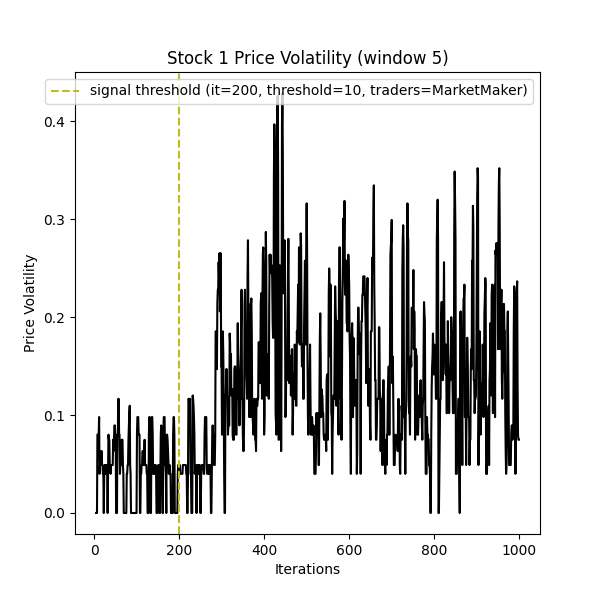 Stock 1 Price Volatility (window 5)
signal threshold (it=200, threshold=10, traders=MarketMaker)
0.4
0.3
0.2
0.1
0.0
Price Volatility
0 200 400 600 800 1000
Iterations